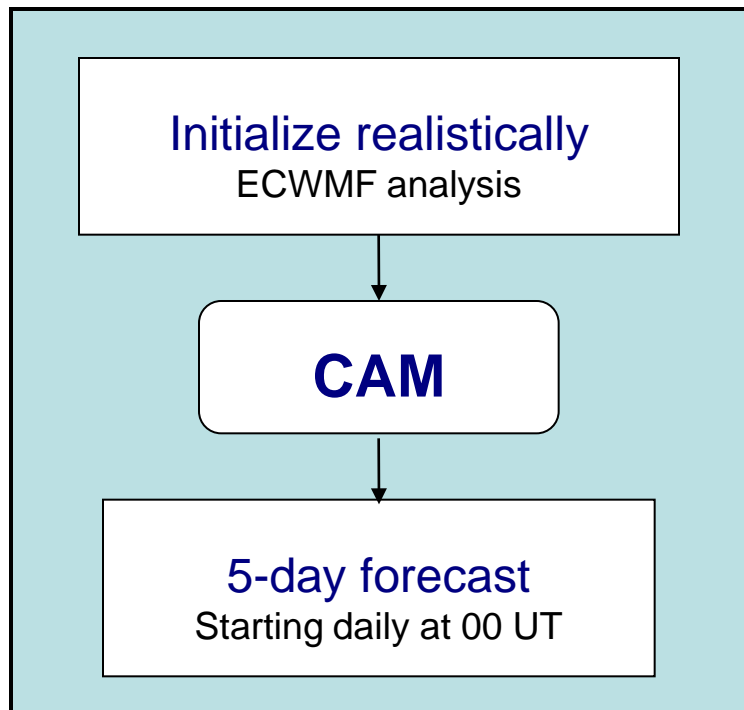 Initialize realistically
ECWMF analysis
CAM
5-day forecast
Starting daily at 00 UT